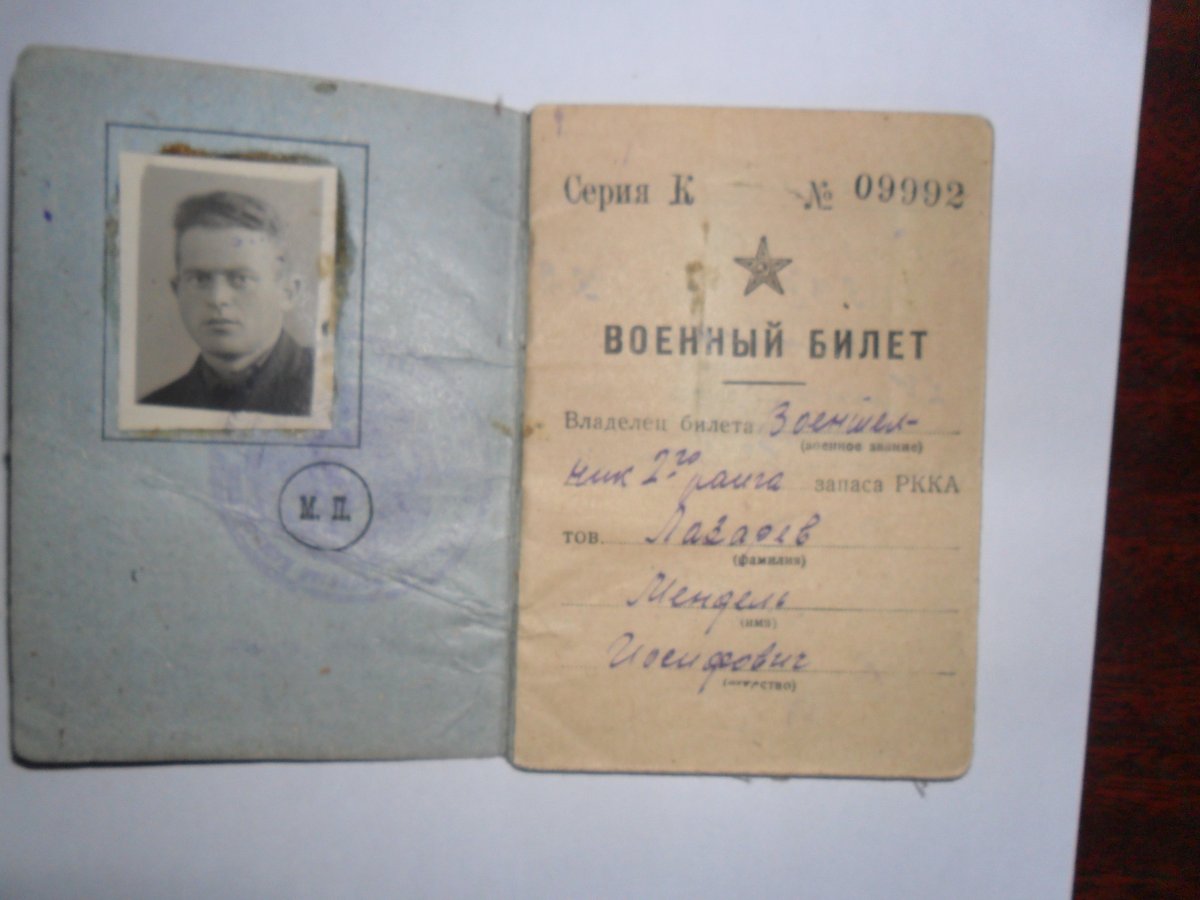 М. П.
Серия К № 09992
ВОЕННЫЙ БИЛЕТ
Владелец билета Воентех-
(военное звание)
ник 2го ранга запаса РККА
тов. Лазарев
(фамилия)
Мендель
(имя)
Иосифович
(отчество)